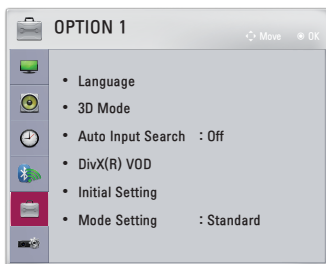 OPTION 1
Move OK
• Language
• 3D Mode
• Auto Input Search : Off
• DivX(R) VOD
• Initial Setting
• Mode Setting : Standard